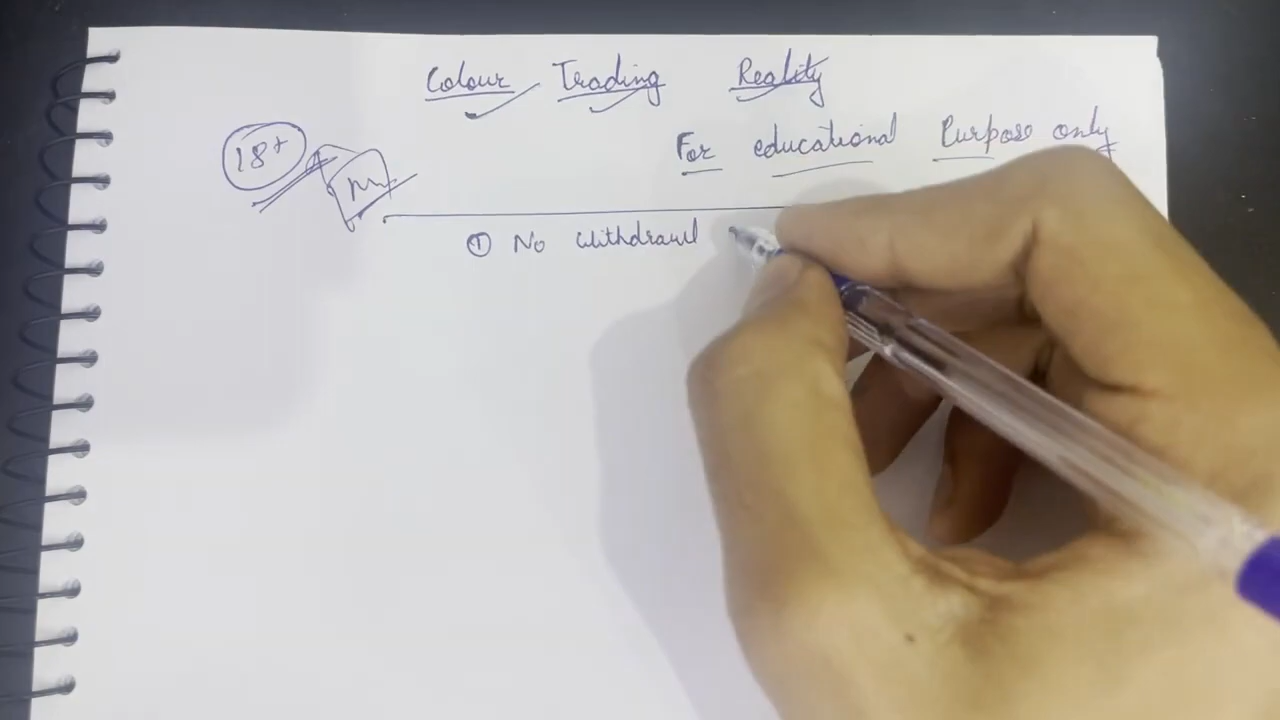 Colour Trading Reality
For educational Purpose only
18+
① No Withdrawl